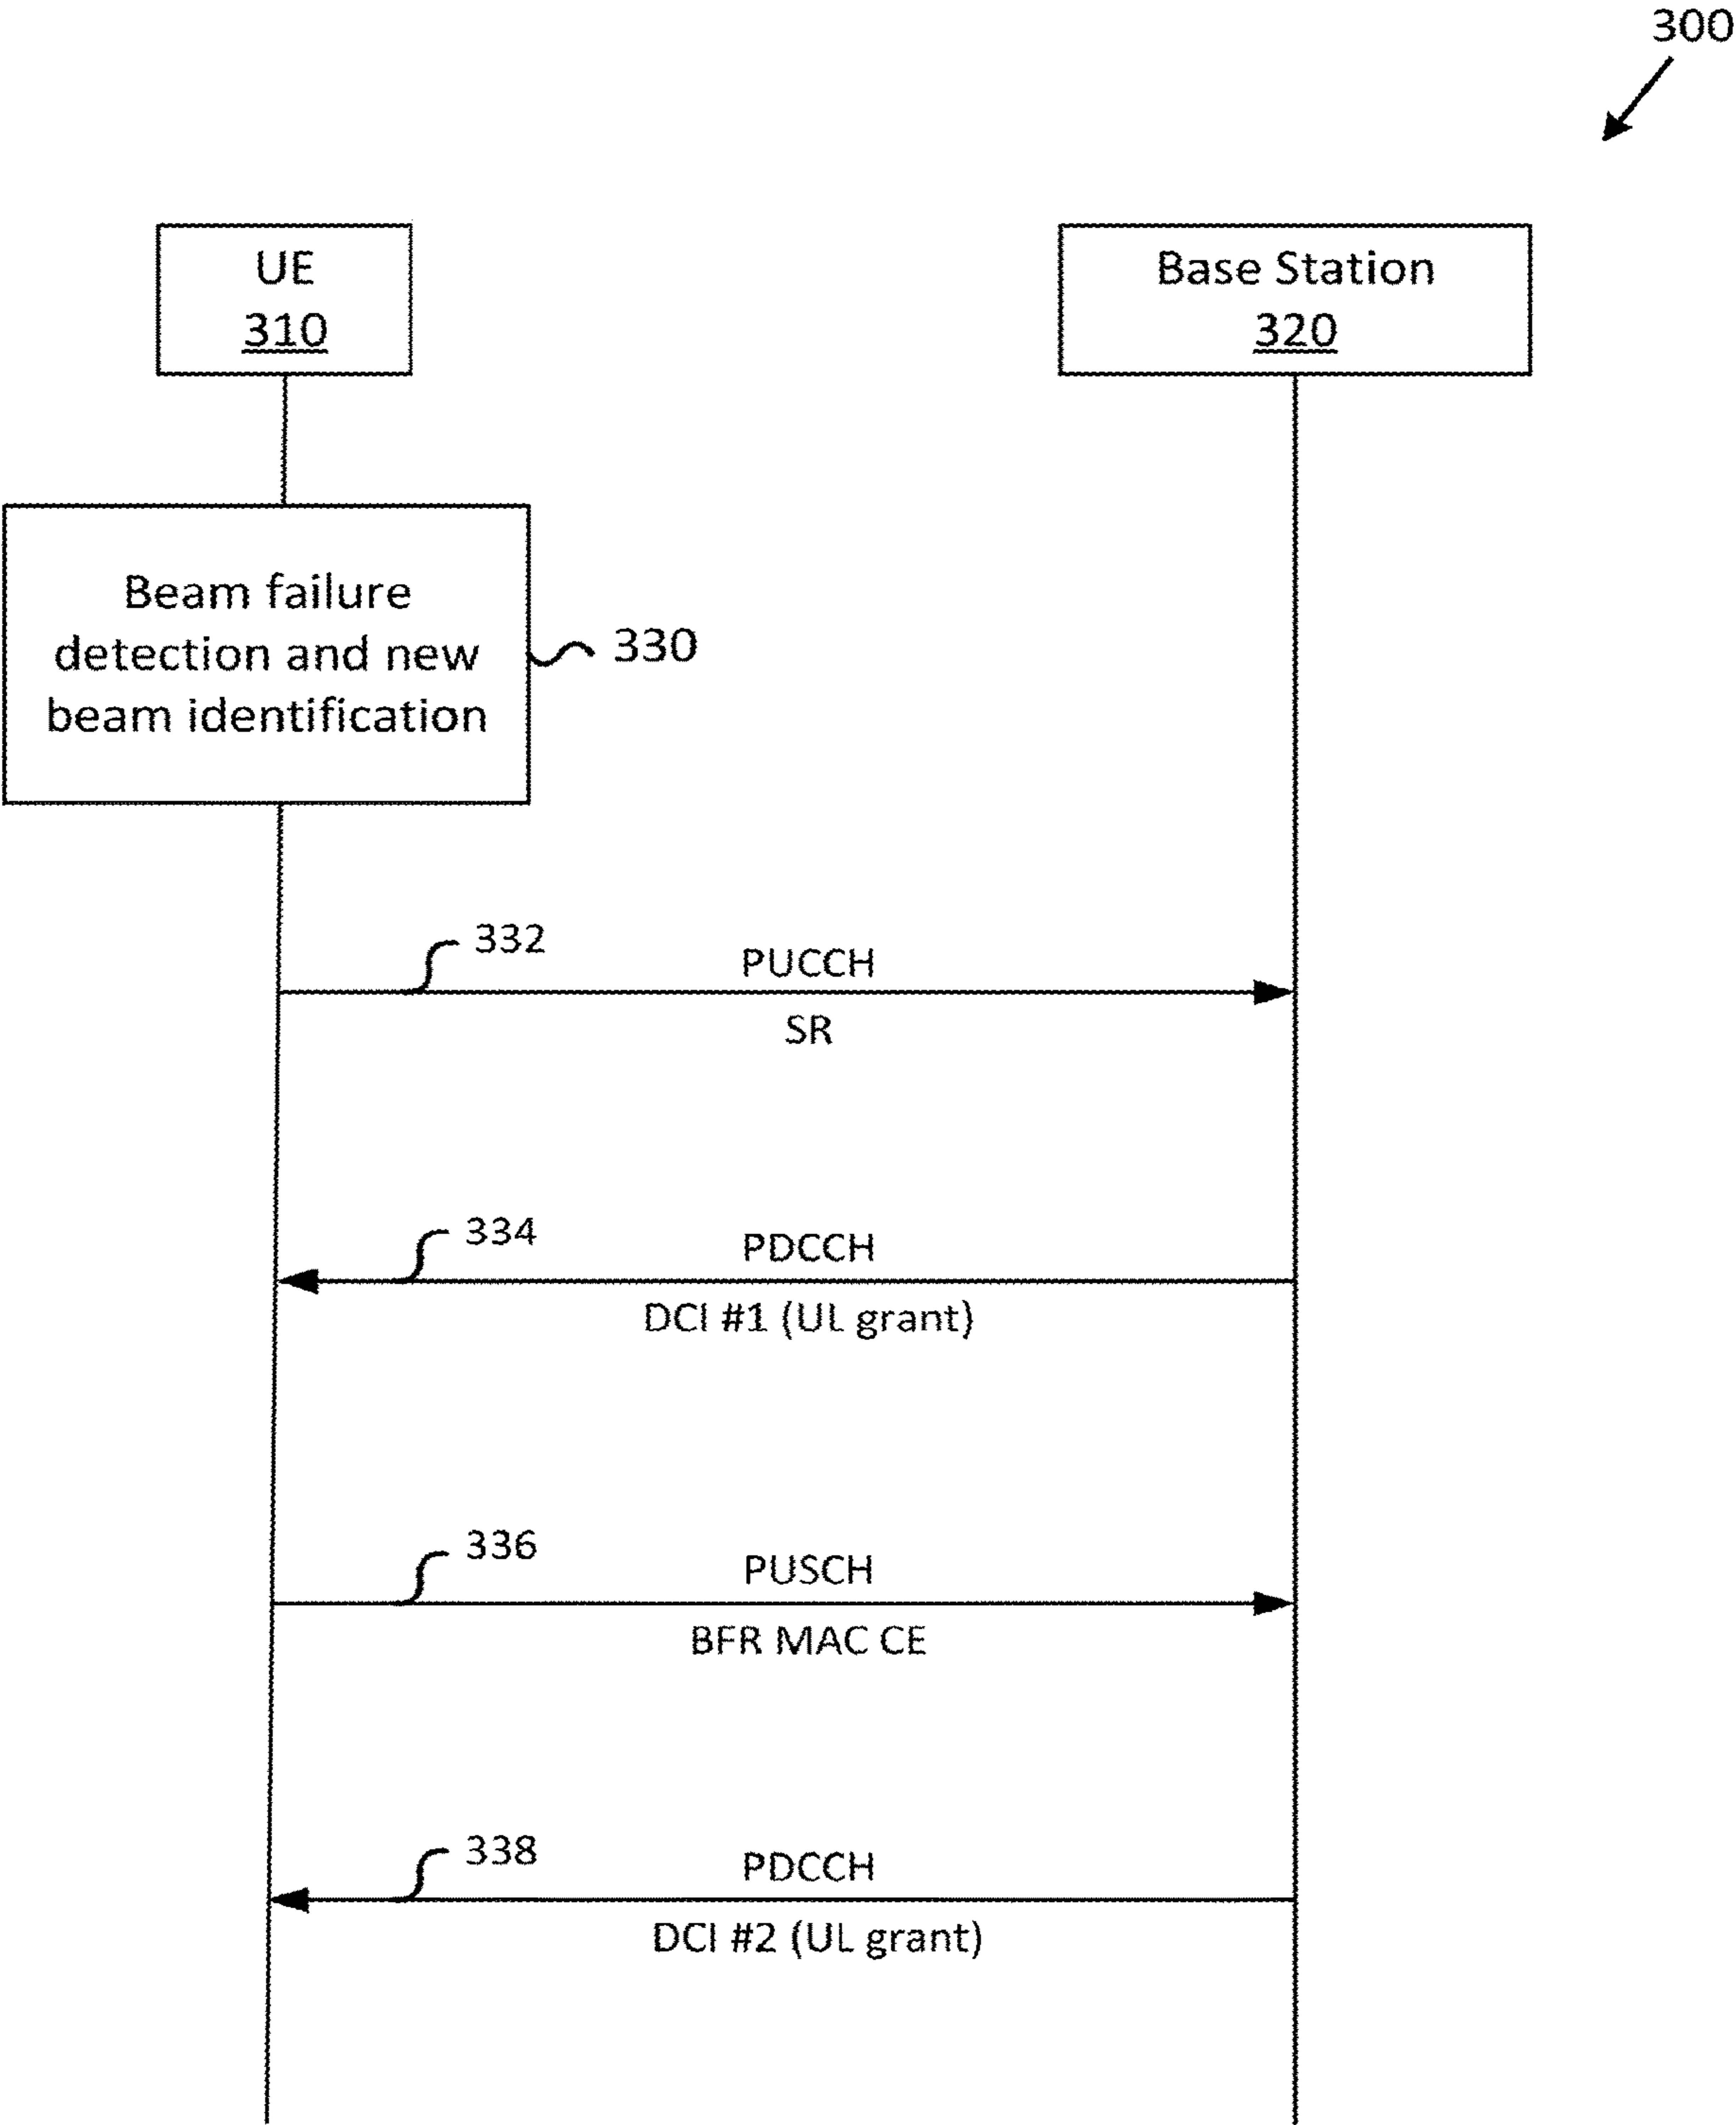 300
UE
310
Base Station
320
Beam failure
detection and new
beam identification
330
332
PUCCH
SR
334
PDCCH
DCI #1 (UL grant)
336
PUSCH
BFR MAC CE
338
PDCCH
DCI #2 (UL grant)